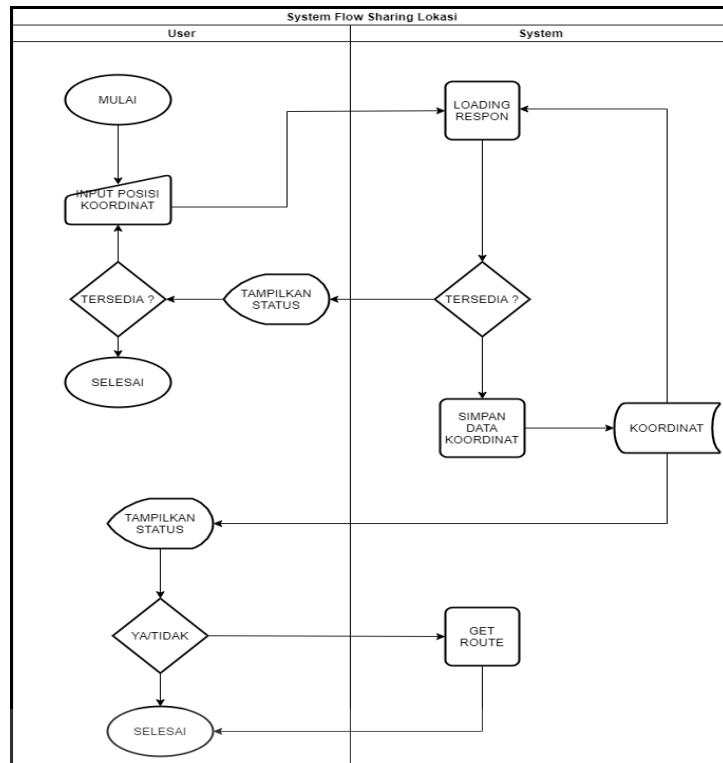 System Flow Sharing Lokasi
User
System
MULAI
LOADING
RESPON
INPUT POSISI
KOORDINAT
TERSEDIA ?
TAMPILKAN
STATUS
TERSEDIA ?
SELESAI
SIMPAN
DATA
KOORDINAT
KOORDINAT
TAMPILKAN
STATUS
YA/TIDAK
GET
ROUTE
SELESAI